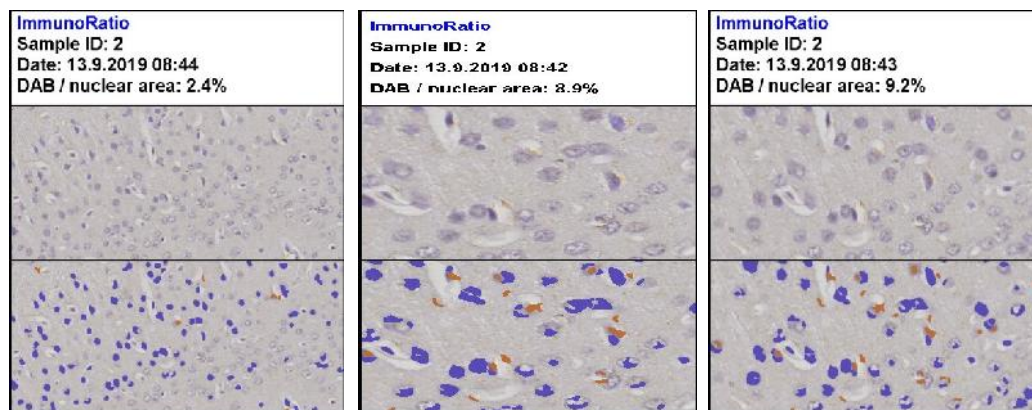 ImmunoRatio
Sample ID: 2
Date: 13.9.2019 08:44
DAB / nuclear area: 2.4%
ImmunoRatio
Sample ID: 2
Date: 13.9.2019 08:42
DAB / nuclear area: 8.9%
ImmunoRatio
Sample ID: 2
Date: 13.9.2019 08:43
DAB / nuclear area: 9.2%